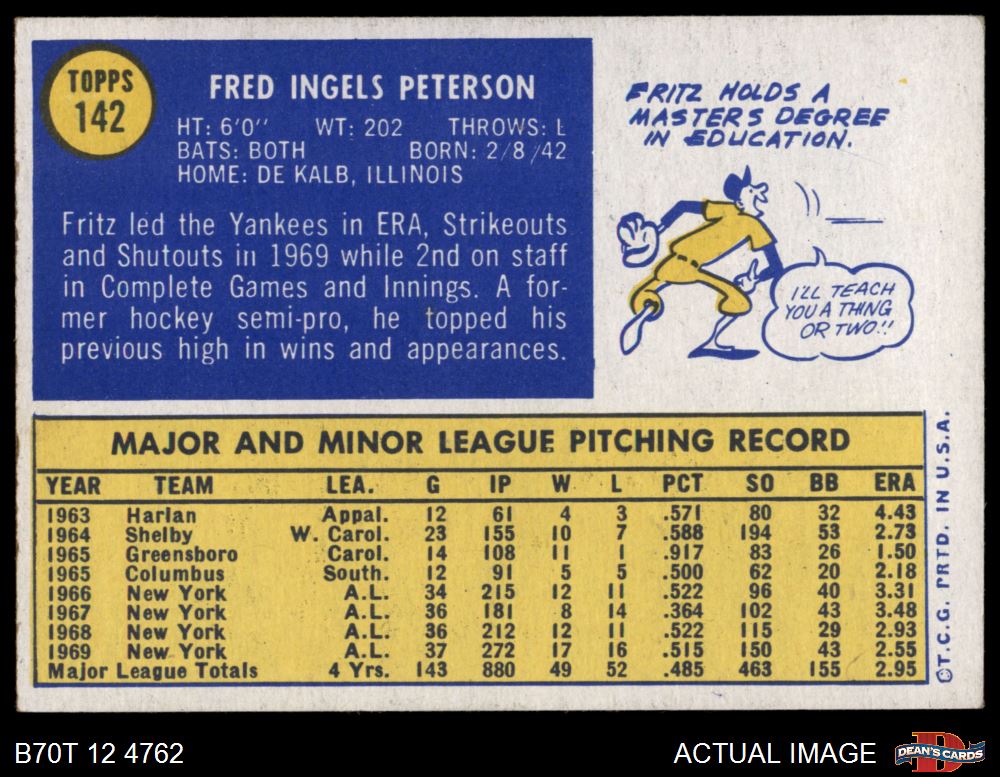 TOPPS
142
FRED INGELS PETERSON
HT: 6'0" WT: 202 THROWS: L
BATS: BOTH BORN: 2/8/42
HOME: DE KALB, ILLINOIS
Fritz led the Yankees in ERA, Strikeouts
and Shutouts in 1969 while 2nd on staff
in Complete Games and Innings. A for-
mer hockey semi-pro, he topped his
previous high in wins and appearances.
FRITZ HOLDS A
MASTERS DEGREE
IN EDUCATION.
I'LL TEACH
YOU A THING
OR TWO!!
MAJOR AND MINOR LEAGUE PITCHING RECORD
YEAR TEAM LEA. G IP W L PCT SO BB ERA
1963 Harlan Appal. 12 61 4 3 .571 80 32 4.43
1964 Shelby W. Carol. 23 155 10 7 .588 194 53 2.73
1965 Greensboro Carol. 14 108 11 1 .917 83 26 1.50
1965 Columbus South. 12 91 5 5 .500 62 20 2.18
1966 New York A.L. 34 215 12 11 .522 96 40 3.31
1967 New York A.L. 36 181 8 14 .364 102 43 3.48
1968 New York A.L. 36 212 12 11 .522 115 29 2.93
1969 New York A.L. 37 272 17 16 .515 150 43 2.55
Major League Totals 4 Yrs. 143 880 49 52 .485 463 155 2.95
©T.C.G. PRTD. IN U.S.A.
B70T 12 4762
ACTUAL IMAGE
D
DEAN'S CARDS